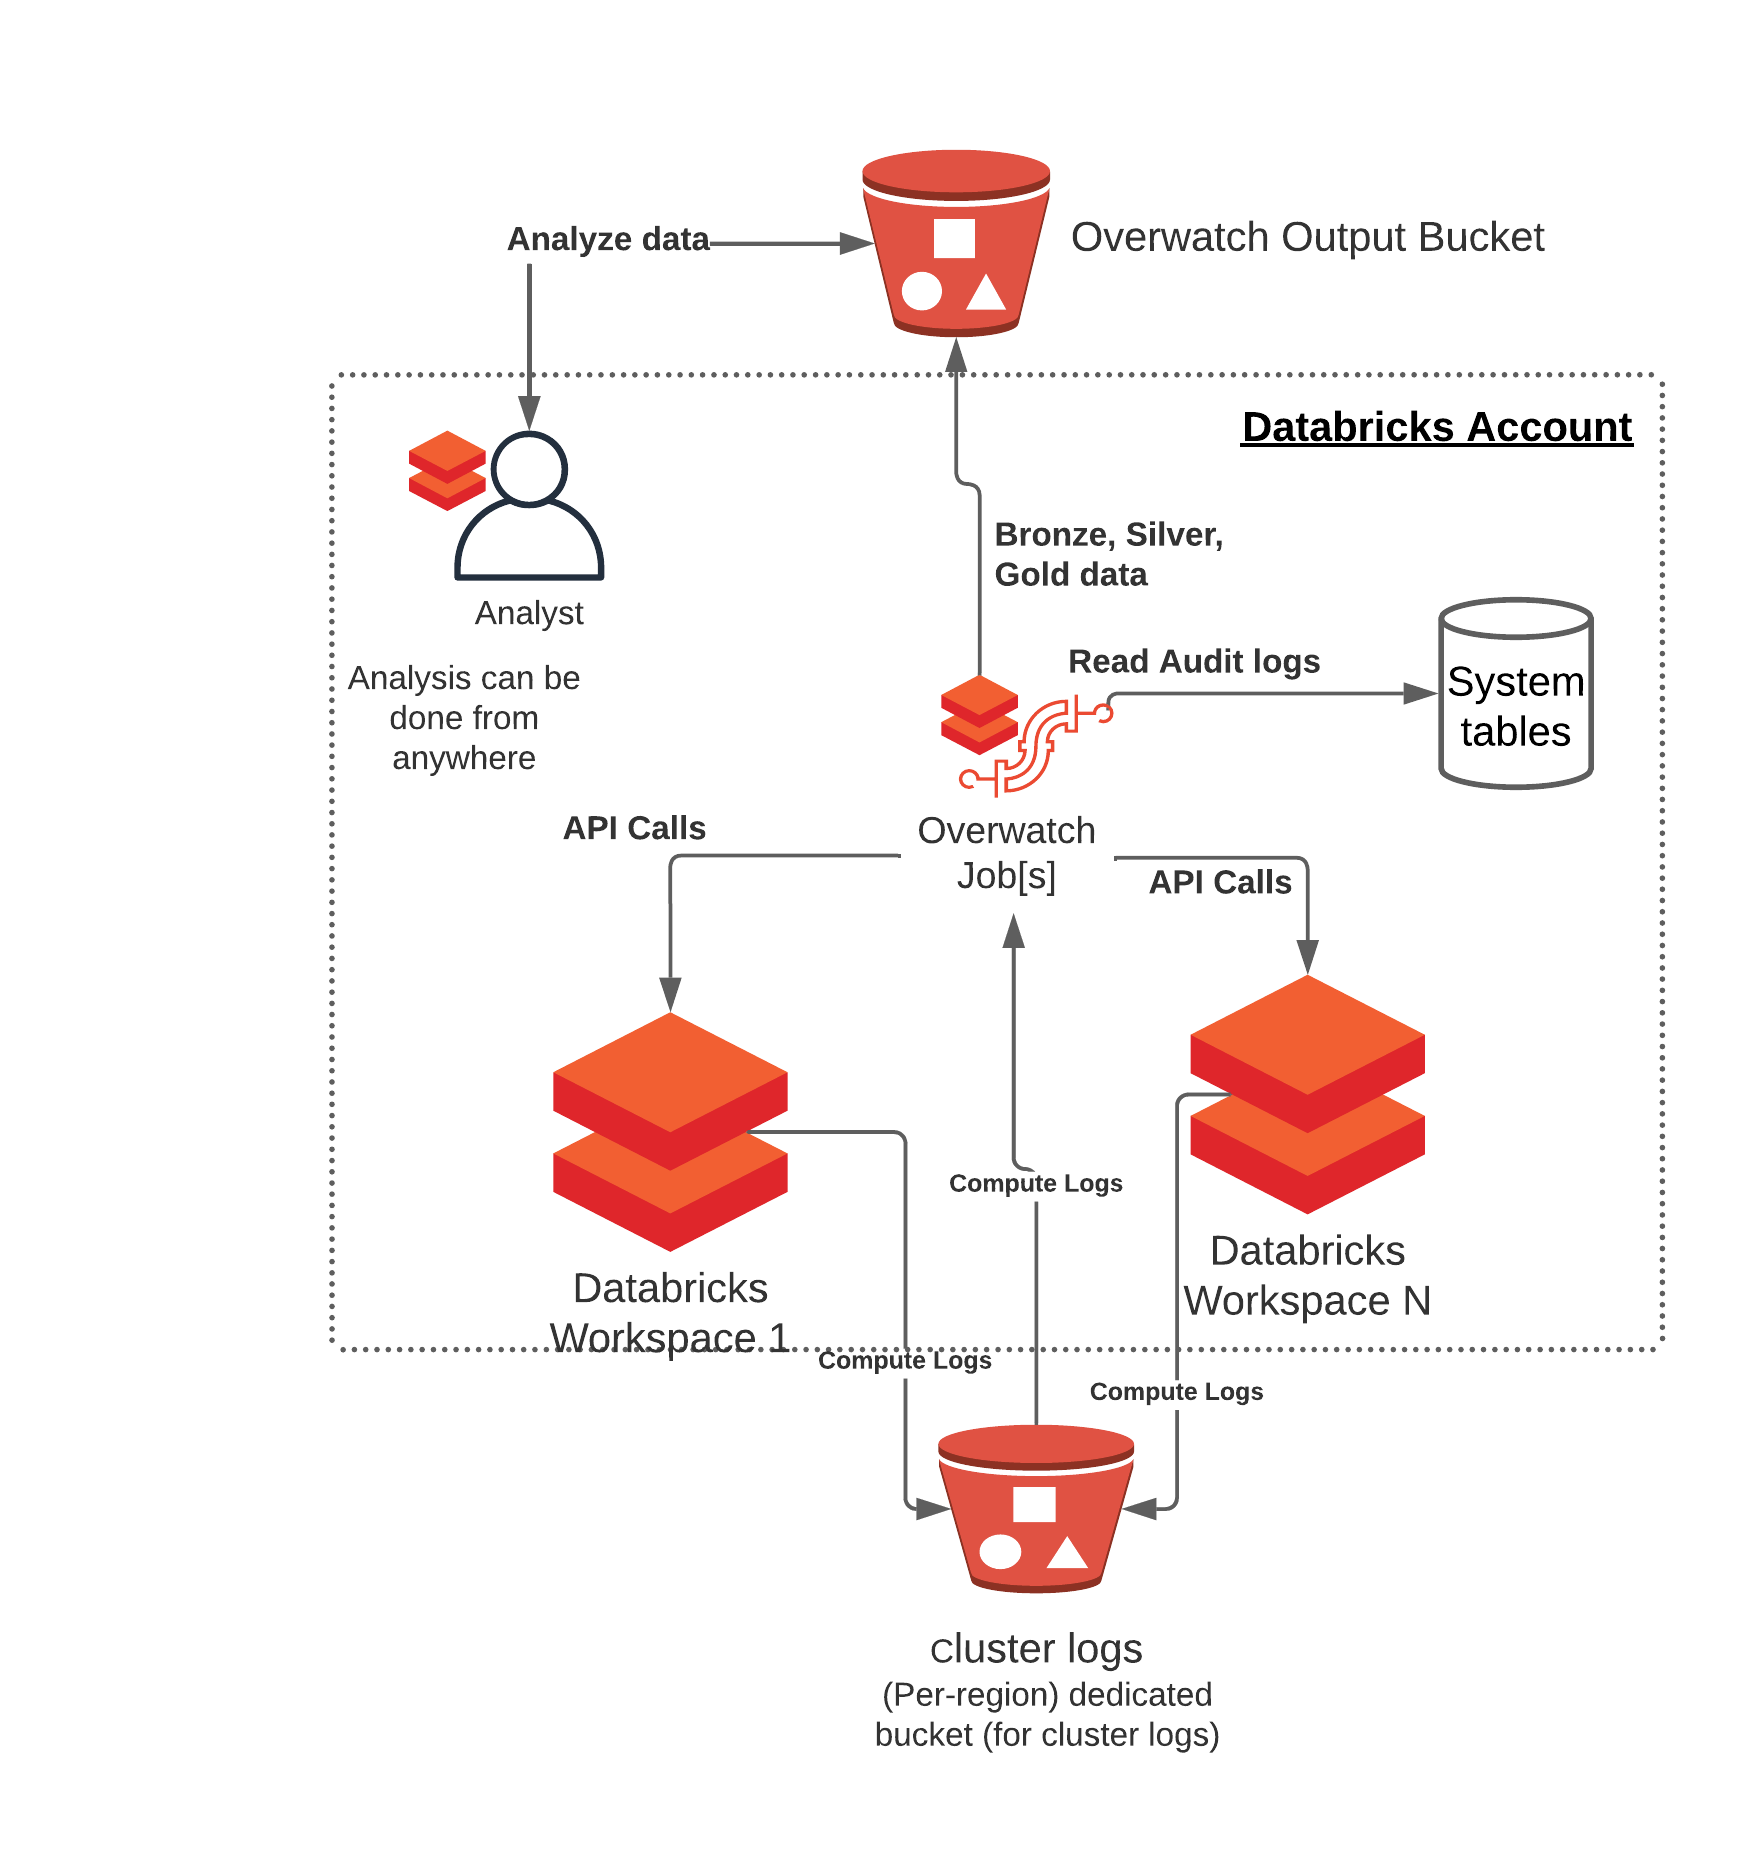 Analyze data
Overwatch Output Bucket
Databricks Account
Bronze, Silver,
Gold data
Analyst
Read Audit logs
System
tables
Analysis can be
done from
anywhere
API Calls
Overwatch
Job[s]
API Calls
Compute Logs
Databricks
Workspace N
Databricks
Workspace 1
Compute Logs
Compute Logs
Cluster logs
(Per-region) dedicated
bucket (for cluster logs)